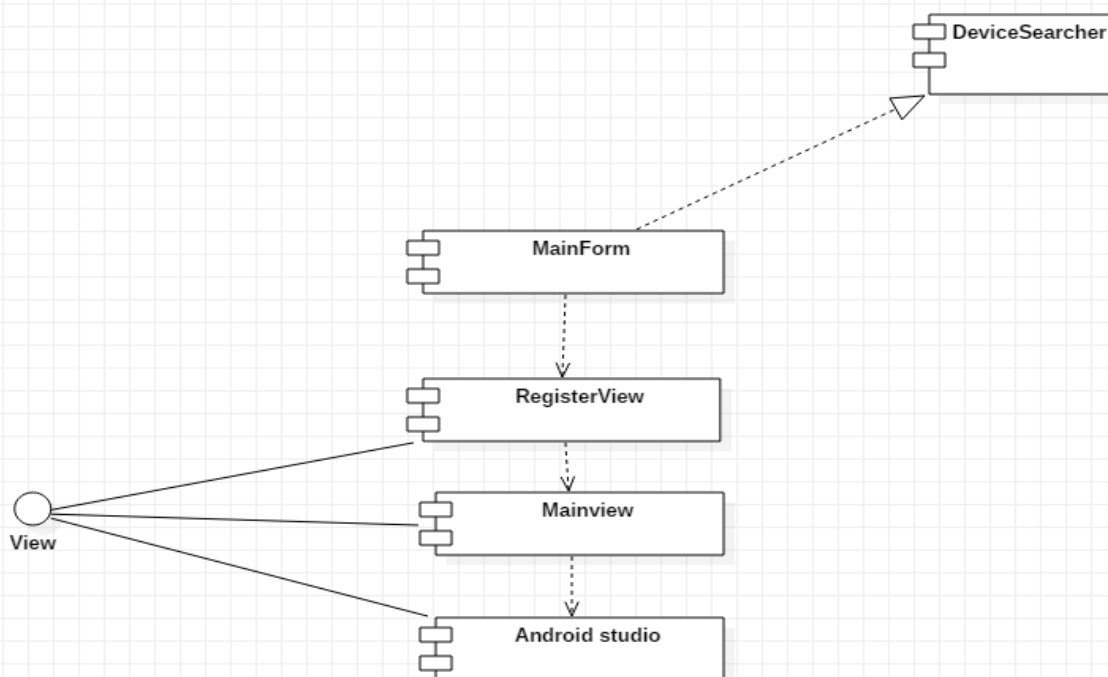 DeviceSearcher
MainForm
RegisterView
Mainview
View
Android studio